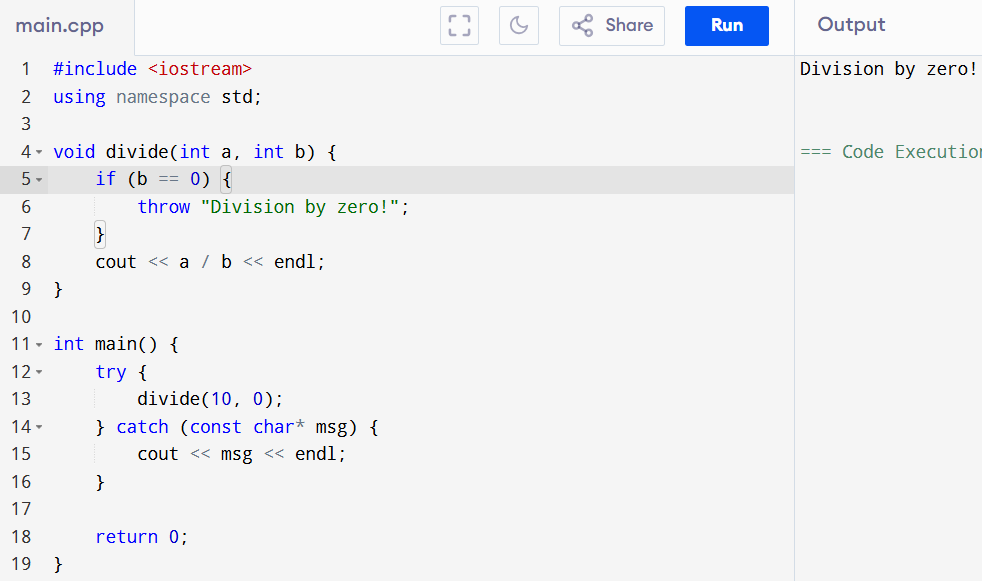 main.cpp Share Run Output
1 #include <iostream>
2 using namespace std;
3
4 void divide(int a, int b) {
5     if (b == 0) {
6         throw "Division by zero!";
7     }
8     cout << a / b << endl;
9 }
10
11 int main() {
12     try {
13         divide(10, 0);
14     } catch (const char* msg) {
15         cout << msg << endl;
16     }
17
18     return 0;
19 }
Division by zero!
=== Code Execution